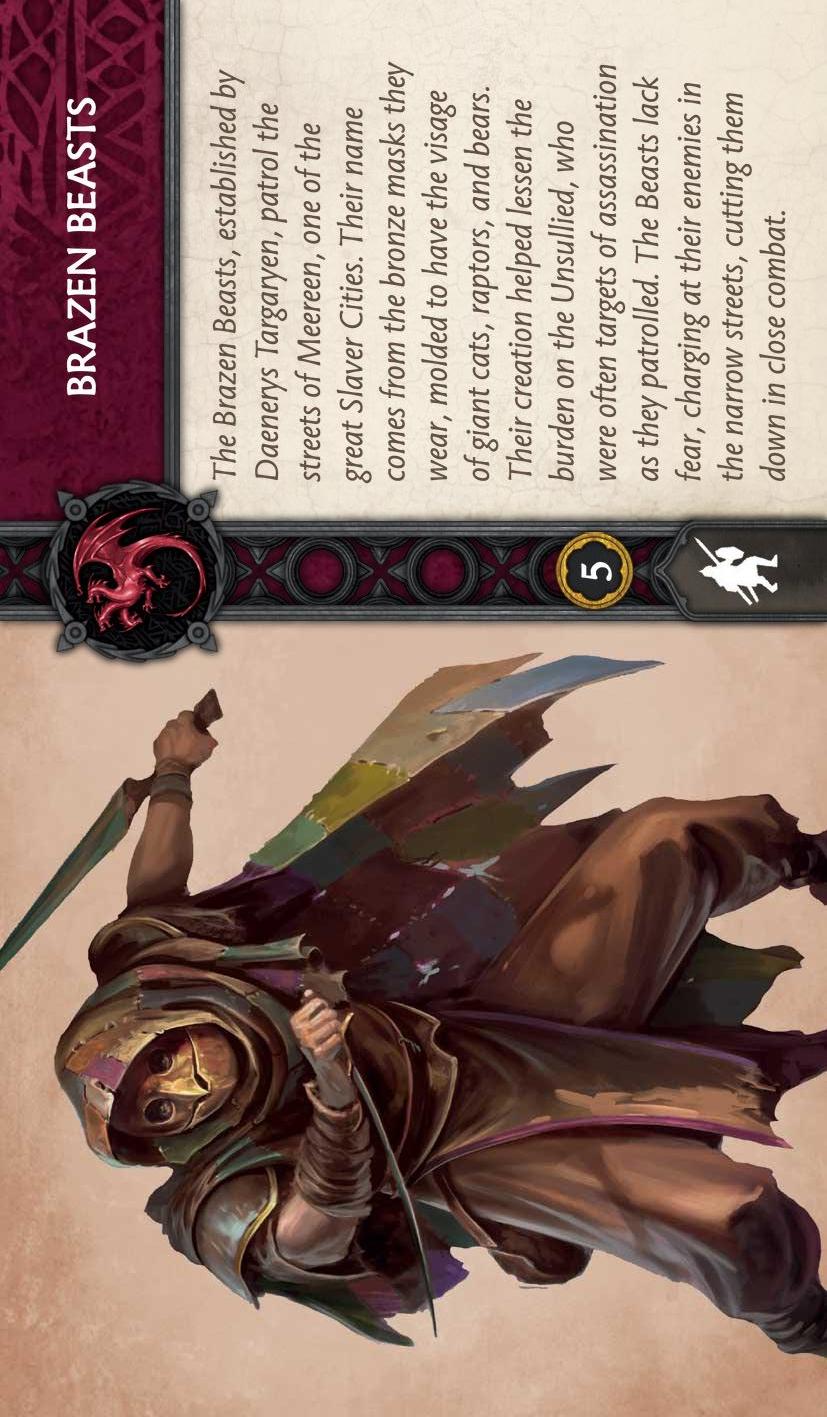 BRAZEN BEASTS
The Brazen Beasts, established by
Daenerys Targaryen, patrol the
streets of Meereen, one of the
great Slaver Cities. Their name
comes from the bronze masks they
wear, molded to have the visage
of giant cats, raptors, and bears.
Their creation helped lessen the
burden on the Unsullied, who
were often targets of assassination
as they patrolled. The Beasts lack
fear, charging at their enemies in
the narrow streets, cutting them
down in close combat.
5